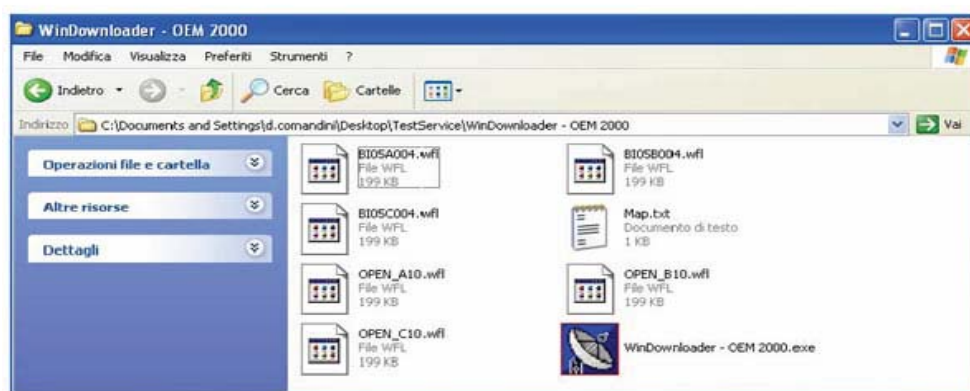 WinDownloader - OEM 2000
File Modifica Visualizza Preferiti Strumenti ?
Indietro Cerca Cartelle
Indirizzo C:\Documents and Settings\d.comandini\Desktop\TestService\WinDownloader - OEM 2000 Vai
Operazioni file e cartella
Altre risorse
Dettagli
BIOSA004.wfl
File WFL
199 KB
BIOSB004.wfl
File WFL
199 KB
BIOSC004.wfl
File WFL
199 KB
Map.txt
Documento di testo
1 KB
OPEN_A10.wfl
File WFL
199 KB
OPEN_B10.wfl
File WFL
199 KB
OPEN_C10.wfl
File WFL
199 KB
WinDownloader - OEM 2000.exe